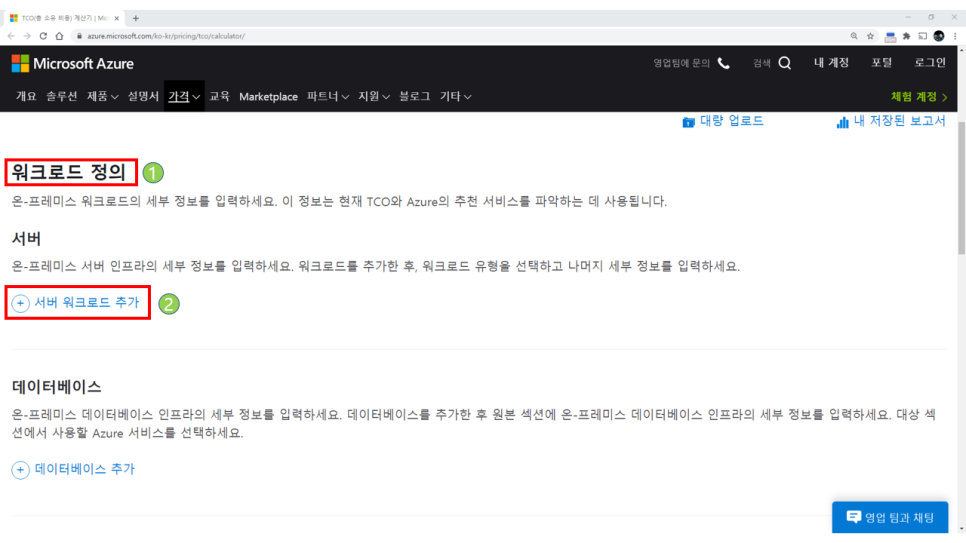 TCO(총 소유 비용) 계산기 | Mic
azure.microsoft.com/ko-kr/pricing/tco/calculator/
Microsoft Azure
영업팀에 문의 검색 내 계정 포털 로그인
개요 솔루션 제품 설명서 가격 교육 Marketplace 파트너 지원 블로그 기타 체험 계정 >
대량 업로드 내 저장된 보고서
워크로드 정의 1
온-프레미스 워크로드의 세부 정보를 입력하세요. 이 정보는 현재 TCO와 Azure의 추천 서비스를 파악하는 데 사용됩니다.
서버
온-프레미스 서버 인프라의 세부 정보를 입력하세요. 워크로드를 추가한 후, 워크로드 유형을 선택하고 나머지 세부 정보를 입력하세요.
서버 워크로드 추가 2
데이터베이스
온-프레미스 데이터베이스 인프라의 세부 정보를 입력하세요. 데이터베이스를 추가한 후 원본 섹션에 온-프레미스 데이터베이스 인프라의 세부 정보를 입력하세요. 대상 섹
션에서 사용할 Azure 서비스를 선택하세요.
데이터베이스 추가
영업 팀과 채팅